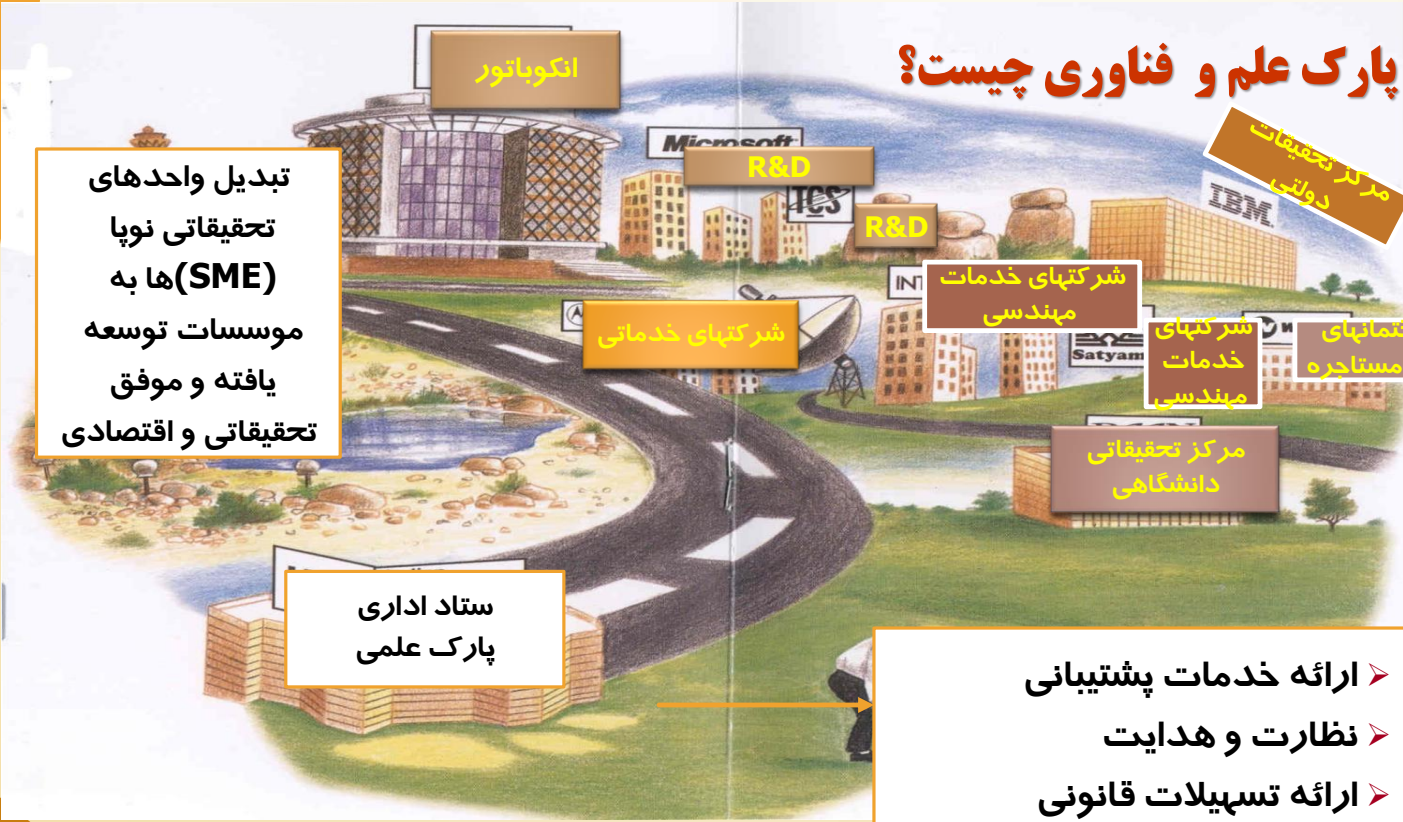 پارک علم و فناوری چیست؟
انکوباتور
مرکز تحقیقات
دولتی
Microsoft
R&D
IBM
TCS
R&D
تبدیل واحدهای
تحقیقاتی نوپا
(SME)ها به
موسسات توسعه
یافته و موفق
تحقیقاتی و اقتصادی
شرکتهای خدمات
مهندسی
شرکتهای خدماتی
Satyam
شرکتهای
خدمات
مهندسی
مستاجره
مرکز تحقیقاتی
دانشگاهی
ستاد اداری
پارک علمی
ارائه خدمات پشتیبانی
نظارت و هدایت
ارائه تسهیلات قانونی